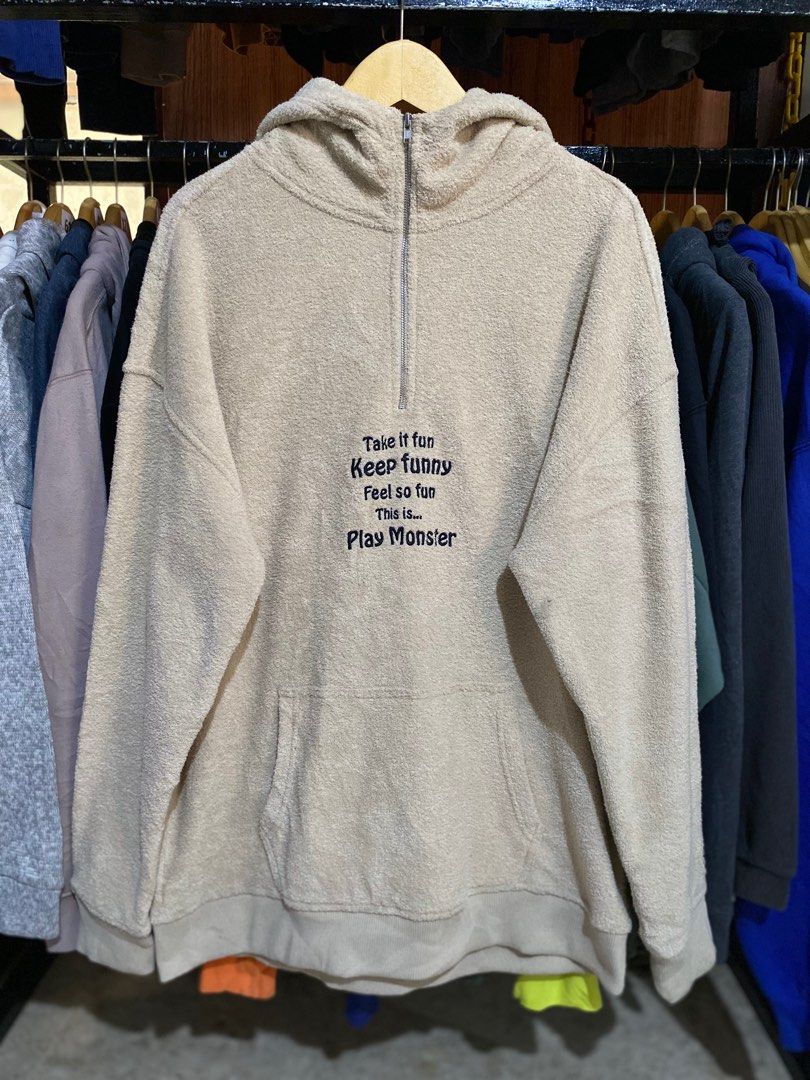 Take it fun
Keep funny
Feel so fun
This is...
Play Monster